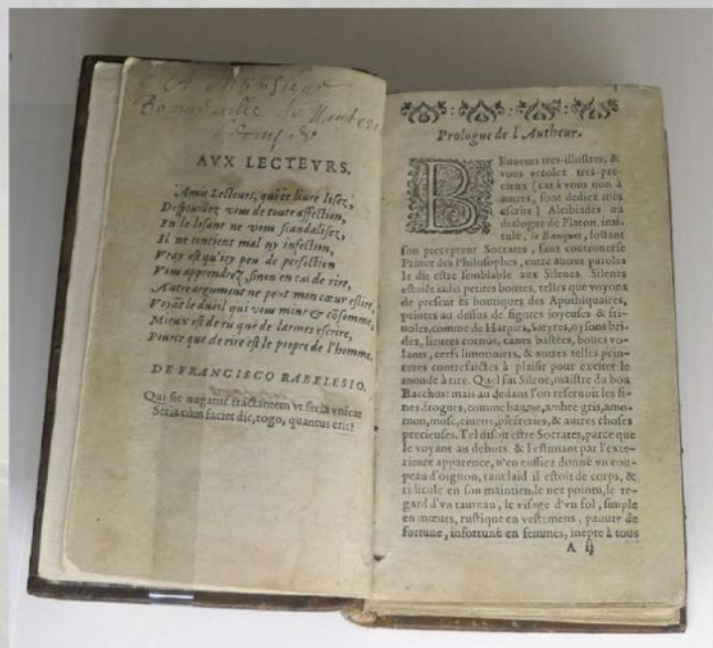 A Monsieur
AVX LECTEVRS.
Amis Lecteurs, qui ce liure lisez,
Despouillez vous de toute affection,
En le lisant ne vous scandalisez,
Il ne contient mal ny infection,
Vray est qu'icy peu de perfection
Vous apprendrez, sinon en cas de rire,
Autre argument ne peut mon cœur eslire,
Voyāt le dueil qui vous mine & cōsomme,
Mieux est de ris que de larmes escrire,
Pource que de rire est le propre de l'homme.
DE FRANCISCO RABELESIO.
Qui sic nugatur tractantem vt seria vincat
Seria cum faciet dic, rogo, quantus erit?
Prologue de l'Autheur.
BEuueurs tres-illustres, &
vous verolez tres-pre-
cieux (car à vous non à
autres, sont dediez mes
escrits) Alcibiades au
dialogue de Platon, inti-
tulé, le Banquet, loüant
son precepteur Socrates, sans controuerse
Prince des Philosophes, entre autres paroles
le dit estre semblable aux Silenes. Silenes
estoiēt iadis petites boittes, telles que voyons
de present és boutiques des Apothiquaires,
peintes au dessus de figures ioyeuses & fri-
uoles, comme de Harpies, Satyres, oysons bri-
dez, lieures cornus, canes bastées, boucs vo-
lants, cerfs limonniers, & autres telles pein-
tures contrefaictes à plaisir pour exciter le
monde à rire. Quel fut Silene, maistre du bon
Bacchus: mais au dedans l'on reseruoit les fi-
nes drogues, comme baume, ambre gris, amo-
mon, musc, ciuette, pierreries, & autres choses
precieuses. Tel disoit estre Socrates, parce que
le voyant au dehors & l'estimant par l'exte-
rieure apparence, n'en eussiez donné vn cou-
peau d'oignon, tant laid il estoit de corps, &
ridicule en son maintien, le nez pointu, le re-
gard d'vn taureau, le visage d'vn fol, simple
en mœurs, rustique en vestemens, pauure de
fortune, infortuné en femmes, inepte à tous
A ij